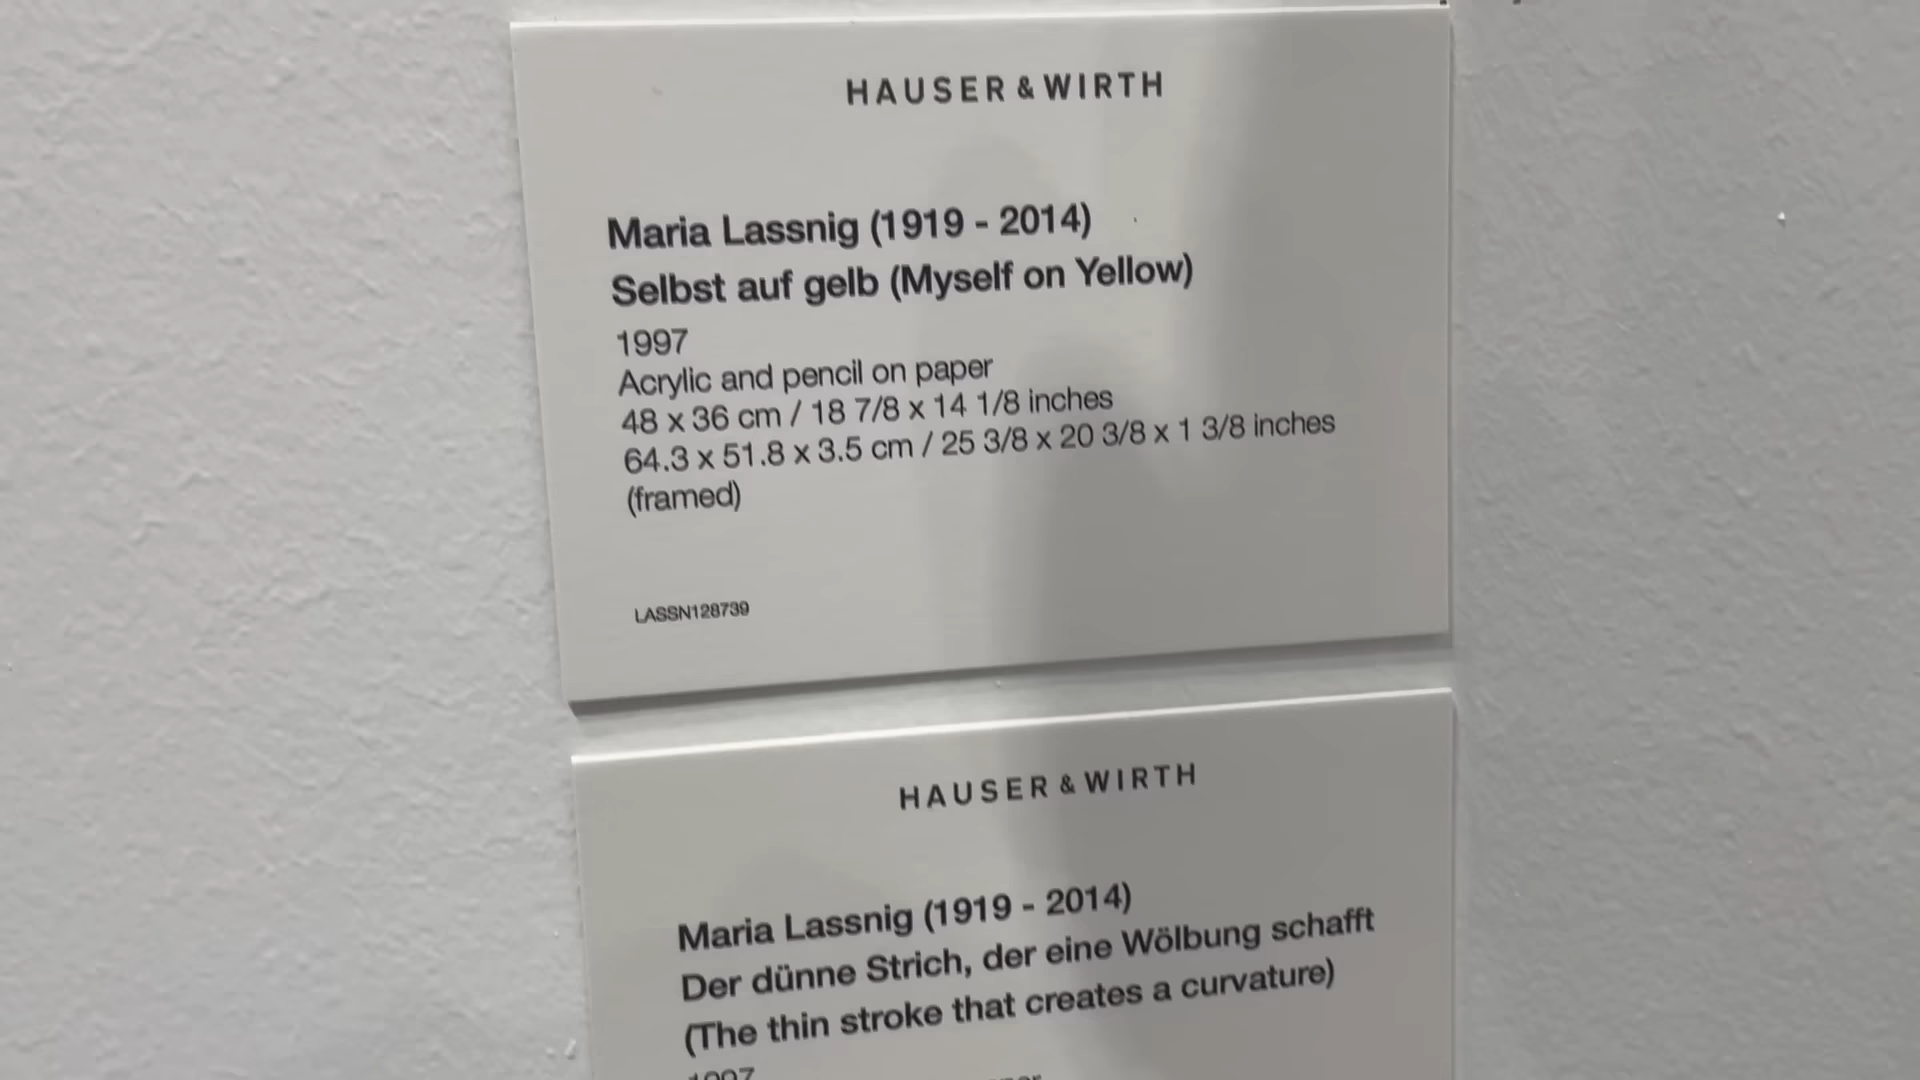 HAUSER & WIRTH
Maria Lassnig (1919 - 2014)
Selbst auf gelb (Myself on Yellow)
1997
Acrylic and pencil on paper
48 x 36 cm / 18 7/8 x 14 1/8 inches
64.3 x 51.8 x 3.5 cm / 25 3/8 x 20 3/8 x 1 3/8 inches
(framed)
LASSN128739
HAUSER & WIRTH
Maria Lassnig (1919 - 2014)
Der dünne Strich, der eine Wölbung schafft
(The thin stroke that creates a curvature)
1997